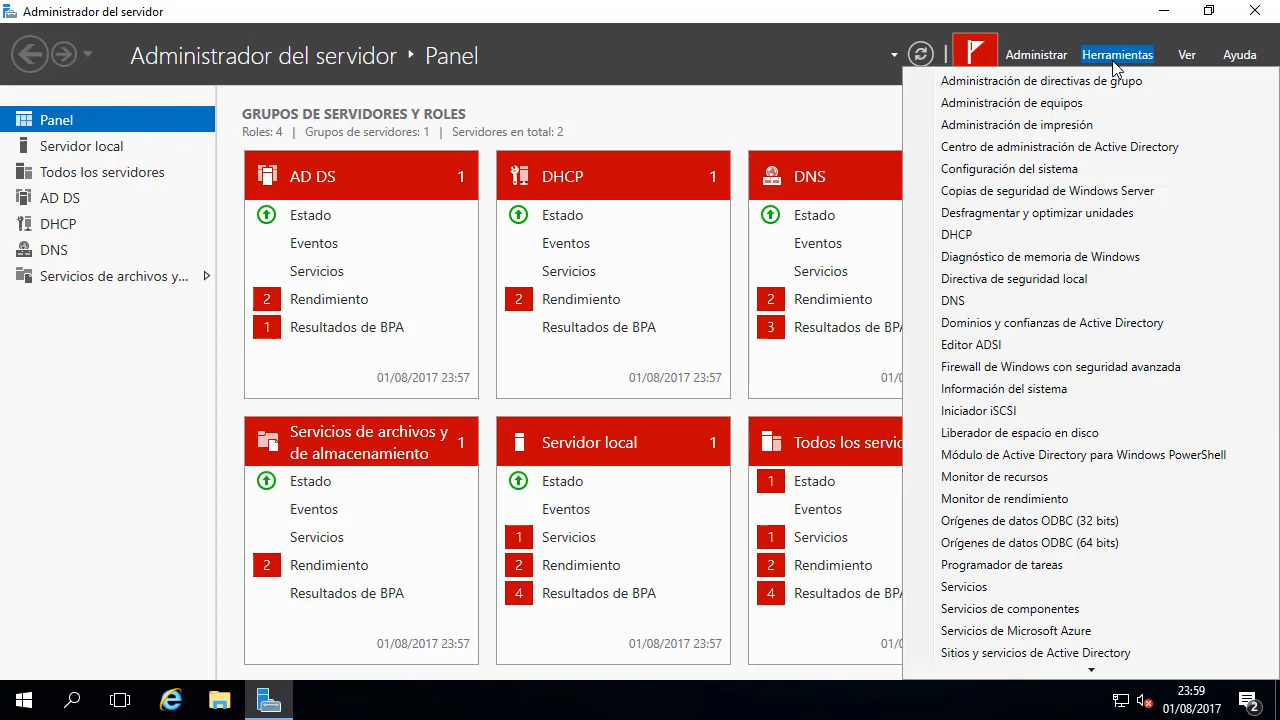 Administrador del servidor
Administrador del servidor ‣ Panel
Administrar Herramientas Ver Ayuda
Panel
Servidor local
Todos los servidores
AD DS
DHCP
DNS
Servicios de archivos y...
GRUPOS DE SERVIDORES Y ROLES
Roles: 4 | Grupos de servidores: 1 | Servidores en total: 2
AD DS 1
Estado
Eventos
Servicios
2 Rendimiento
1 Resultados de BPA
01/08/2017 23:57
DHCP 1
Estado
Eventos
Servicios
2 Rendimiento
Resultados de BPA
01/08/2017 23:57
DNS
Estado
Eventos
Servicios
2 Rendimiento
3 Resultados de BPA
01/0
Servicios de archivos y
de almacenamiento 1
Estado
Eventos
Servicios
2 Rendimiento
Resultados de BPA
01/08/2017 23:57
Servidor local 1
Estado
Eventos
1 Servicios
2 Rendimiento
4 Resultados de BPA
01/08/2017 23:57
Todos los servic
1 Estado
Eventos
1 Servicios
2 Rendimiento
4 Resultados de BPA
01/0
Administración de directivas de grupo
Administración de equipos
Administración de impresión
Centro de administración de Active Directory
Configuración del sistema
Copias de seguridad de Windows Server
Desfragmentar y optimizar unidades
DHCP
Diagnóstico de memoria de Windows
Directiva de seguridad local
DNS
Dominios y confianzas de Active Directory
Editor ADSI
Firewall de Windows con seguridad avanzada
Información del sistema
Iniciador iSCSI
Liberador de espacio en disco
Módulo de Active Directory para Windows PowerShell
Monitor de recursos
Monitor de rendimiento
Orígenes de datos ODBC (32 bits)
Orígenes de datos ODBC (64 bits)
Programador de tareas
Servicios
Servicios de componentes
Servicios de Microsoft Azure
Sitios y servicios de Active Directory
23:59
01/08/2017
2